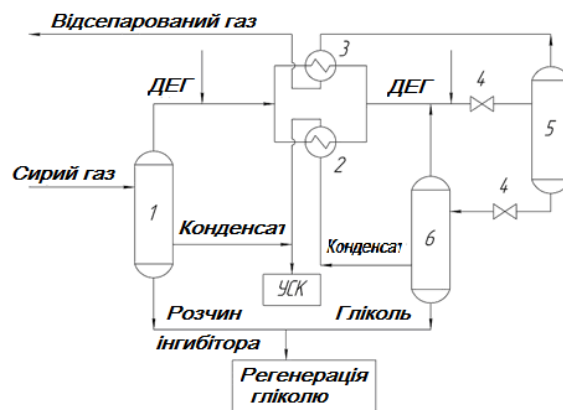 Відсепарований газ
3
ДЕГ
ДЕГ
4
5
2
Сирий газ
4
1
6
Конденсат
Конденсат
УСК
Розчин
Гліколь
інгибітора
Регенерація
гліколю